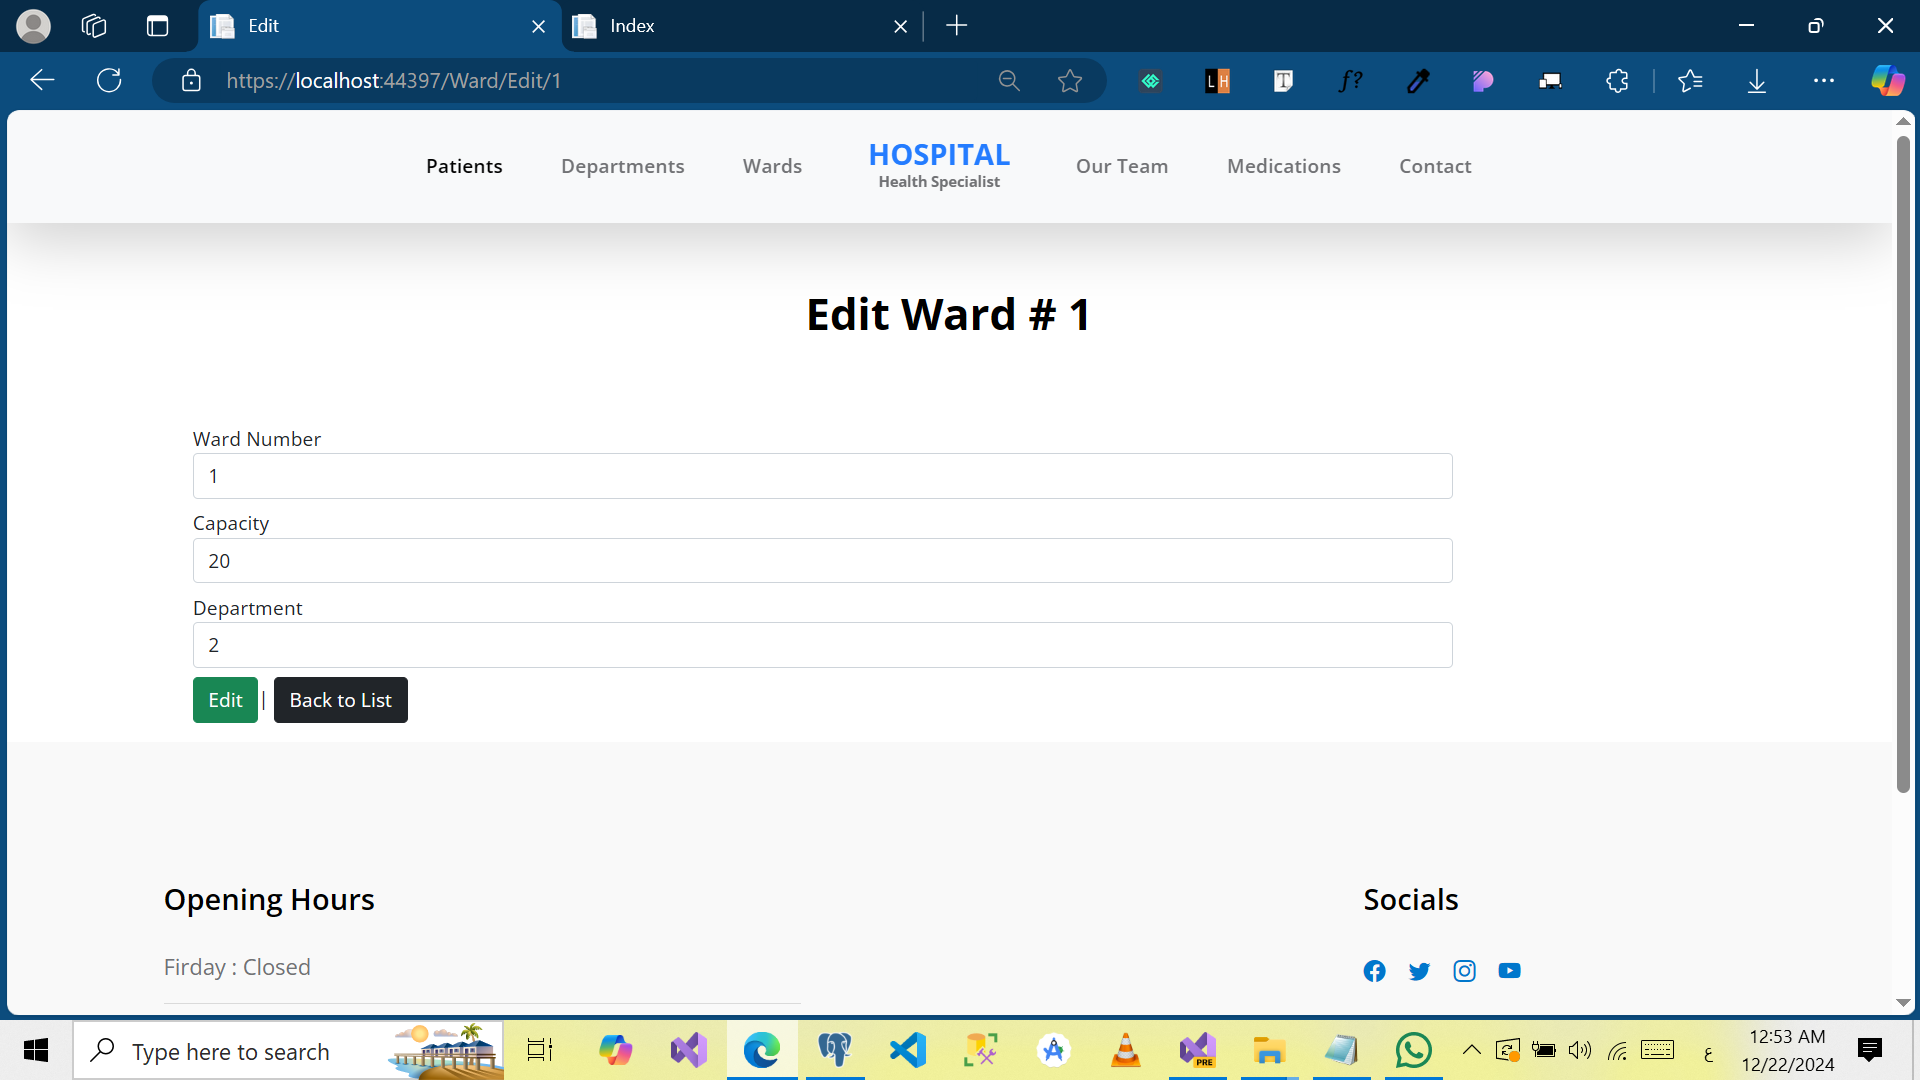 Edit
Index
https://localhost:44397/Ward/Edit/1
L H
T
f?
Patients
Departments
Wards
HOSPITAL
Health Specialist
Our Team
Medications
Contact
Edit Ward # 1
Ward Number
1
Capacity
20
Department
2
Edit | Back to List
Opening Hours
Socials
Firday : Closed
Type here to search
PRE
ع
12:53 AM
12/22/2024